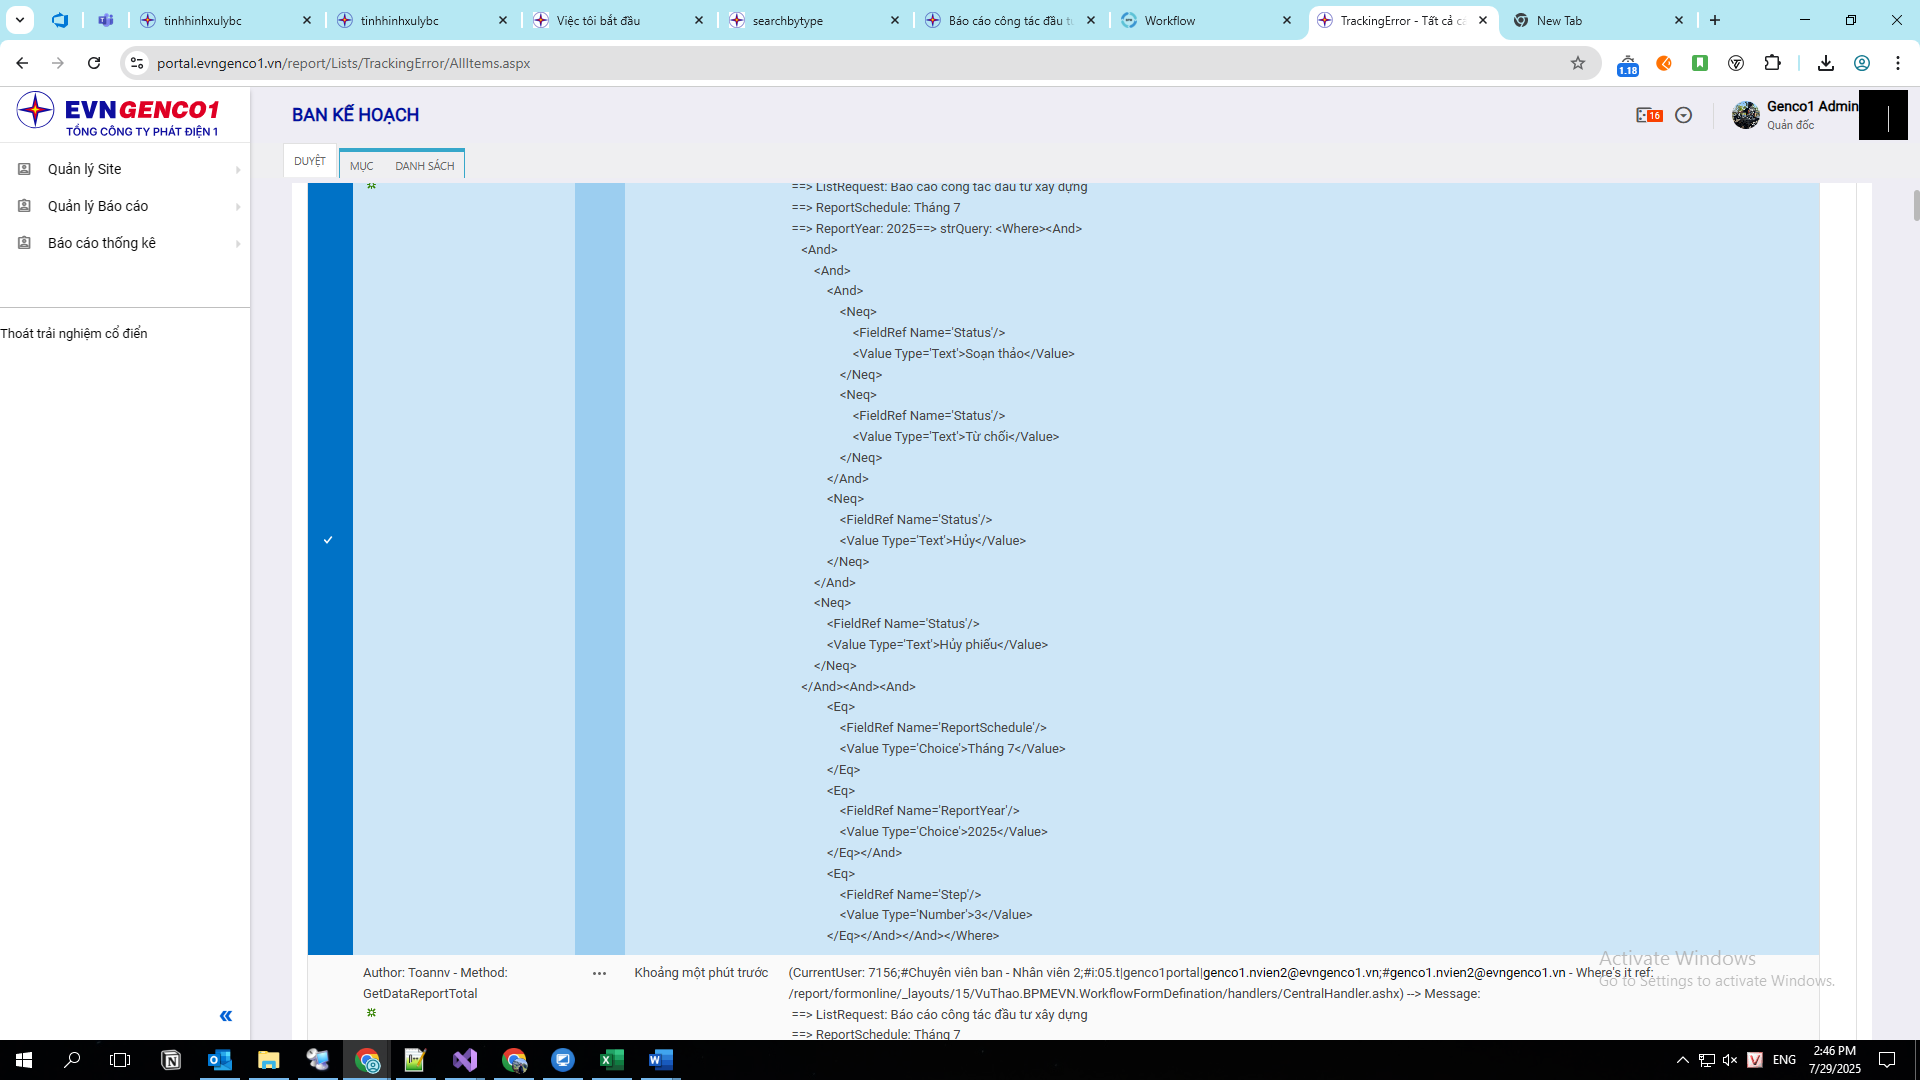 tinhhinhxulybc
tinhhinhxulybc
Việc tôi bắt đầu
searchbytype
Báo cáo công tác đầu tư
Workflow
TrackingError - Tất cả cá
New Tab
portal.evngenco1.vn/report/Lists/TrackingError/AllItems.aspx
1.18
EVNGENCO1
TỔNG CÔNG TY PHÁT ĐIỆN 1
BAN KẾ HOẠCH
16
Genco1 Admin
Quản đốc
DUYỆT
MỤC
DANH SÁCH
Quản lý Site
Quản lý Báo cáo
Báo cáo thống kê
Thoát trải nghiệm cổ điển
==> ListRequest: Báo cáo công tác đầu tư xây dựng
==> ReportSchedule: Tháng 7
==> ReportYear: 2025==> strQuery: <Where><And>
<And>
<And>
<And>
<Neq>
<FieldRef Name='Status'/>
<Value Type='Text'>Soạn thảo</Value>
</Neq>
<Neq>
<FieldRef Name='Status'/>
<Value Type='Text'>Từ chối</Value>
</Neq>
</And>
<Neq>
<FieldRef Name='Status'/>
<Value Type='Text'>Hủy</Value>
</Neq>
</And>
<Neq>
<FieldRef Name='Status'/>
<Value Type='Text'>Hủy phiếu</Value>
</Neq>
</And><And><And>
<Eq>
<FieldRef Name='ReportSchedule'/>
<Value Type='Choice'>Tháng 7</Value>
</Eq>
<Eq>
<FieldRef Name='ReportYear'/>
<Value Type='Choice'>2025</Value>
</Eq></And>
<Eq>
<FieldRef Name='Step'/>
<Value Type='Number'>3</Value>
</Eq></And></And></Where>
Author: Toannv - Method:
GetDataReportTotal
Khoảng một phút trước
(CurrentUser: 7156;#Chuyên viên ban - Nhân viên 2;#i:05.t|genco1portal|genco1.nvien2@evngenco1.vn;#genco1.nvien2@evngenco1.vn - Where's it ref:
/report/formonline/_layouts/15/VuThao.BPMEVN.WorkflowFormDefination/handlers/CentralHandler.ashx) --> Message:
==> ListRequest: Báo cáo công tác đầu tư xây dựng
==> ReportSchedule: Tháng 7
Activate Windows
Go to Settings to activate Windows.
ENG
2:46 PM
7/29/2025